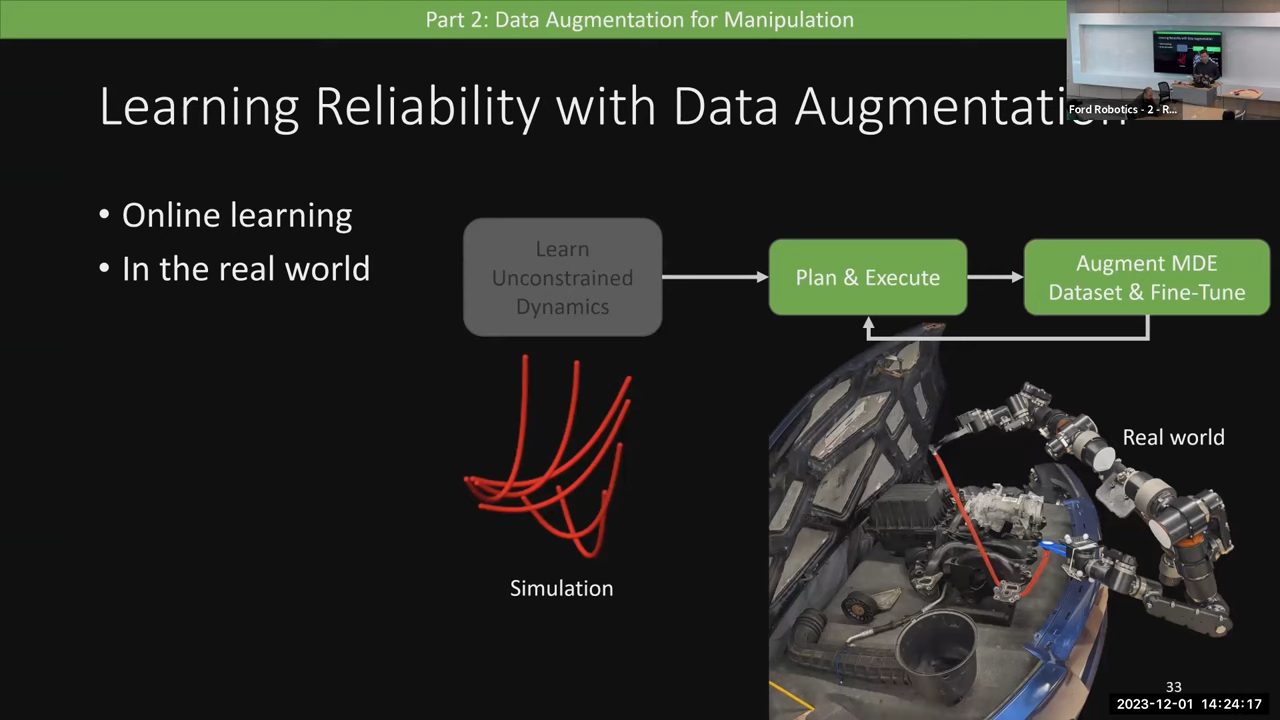 Part 2: Data Augmentation for Manipulation
Learning Reliability with Data Augmentation
Ford Robotics - 2 - R...
• Online learning
• In the real world
Learn
Unconstrained
Dynamics
Plan & Execute
Augment MDE
Dataset & Fine-Tune
Real world
Simulation
33
2023-12-01 14:24:17